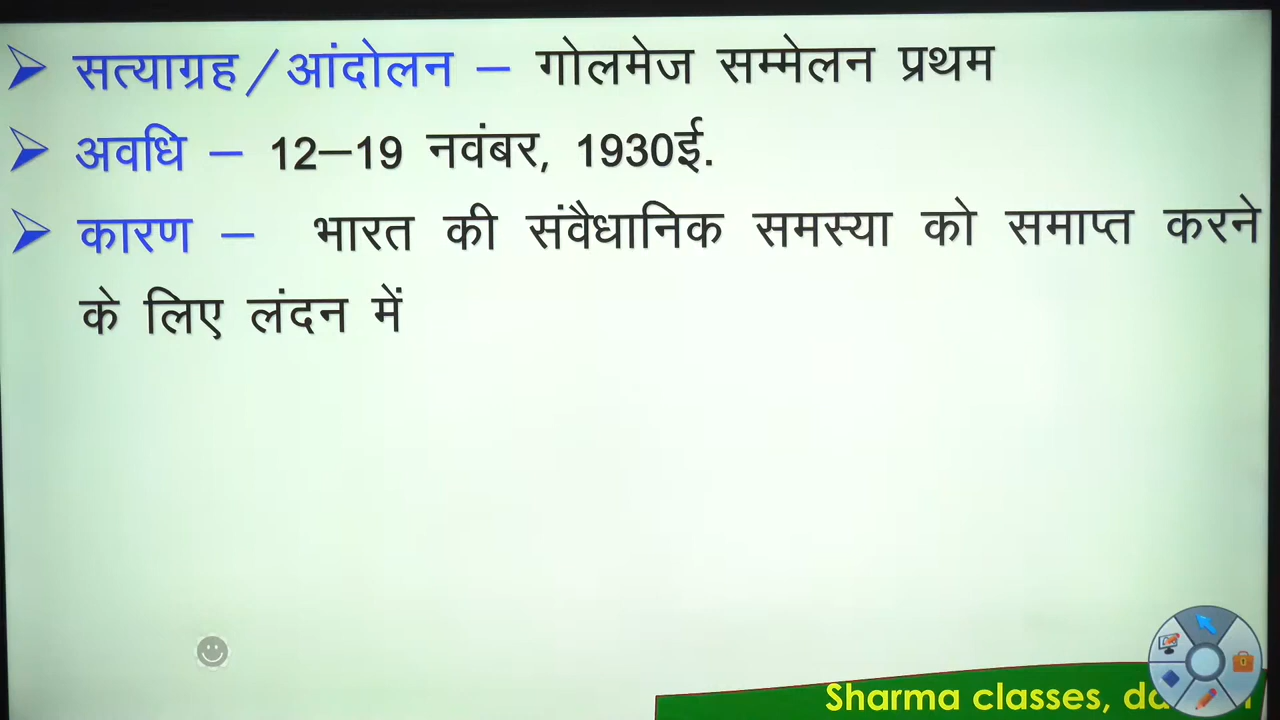 सत्याग्रह/आंदोलन – गोलमेज सम्मेलन प्रथम
अवधि – 12–19 नवंबर, 1930ई.
कारण – भारत की संवैधानिक समस्या को समाप्त करने
के लिए लंदन में
Sharma classes,